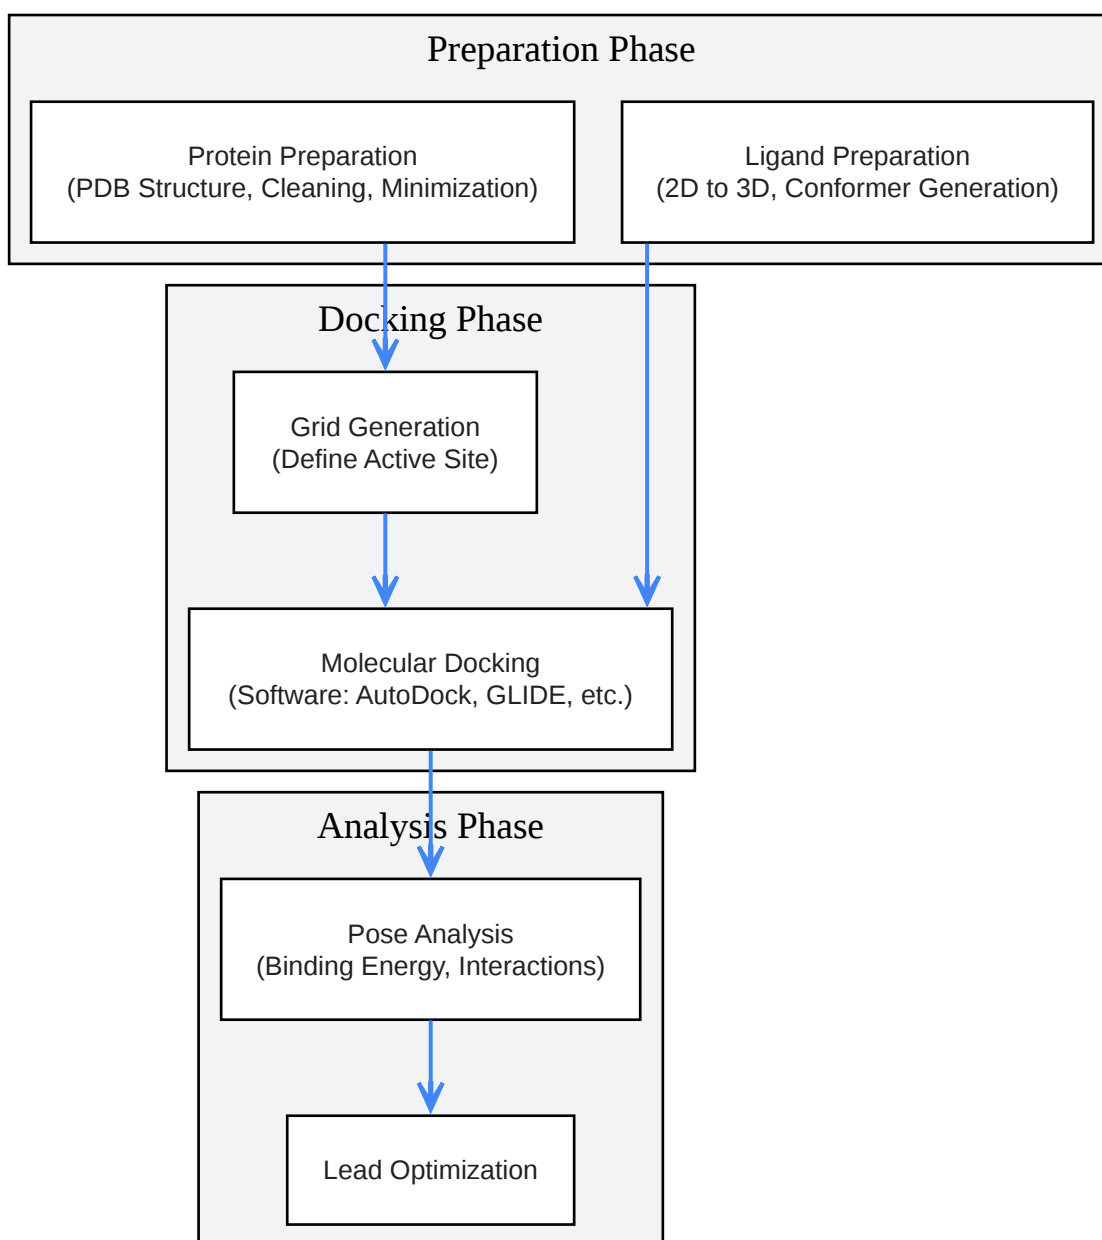 Preparation Phase
Protein Preparation
(PDB Structure, Cleaning, Minimization)
Ligand Preparation
(2D to 3D, Conformer Generation)
Docking Phase
Grid Generation
(Define Active Site)
Molecular Docking
(Software: AutoDock, GLIDE, etc.)
Analysis Phase
Pose Analysis
(Binding Energy, Interactions)
Lead Optimization